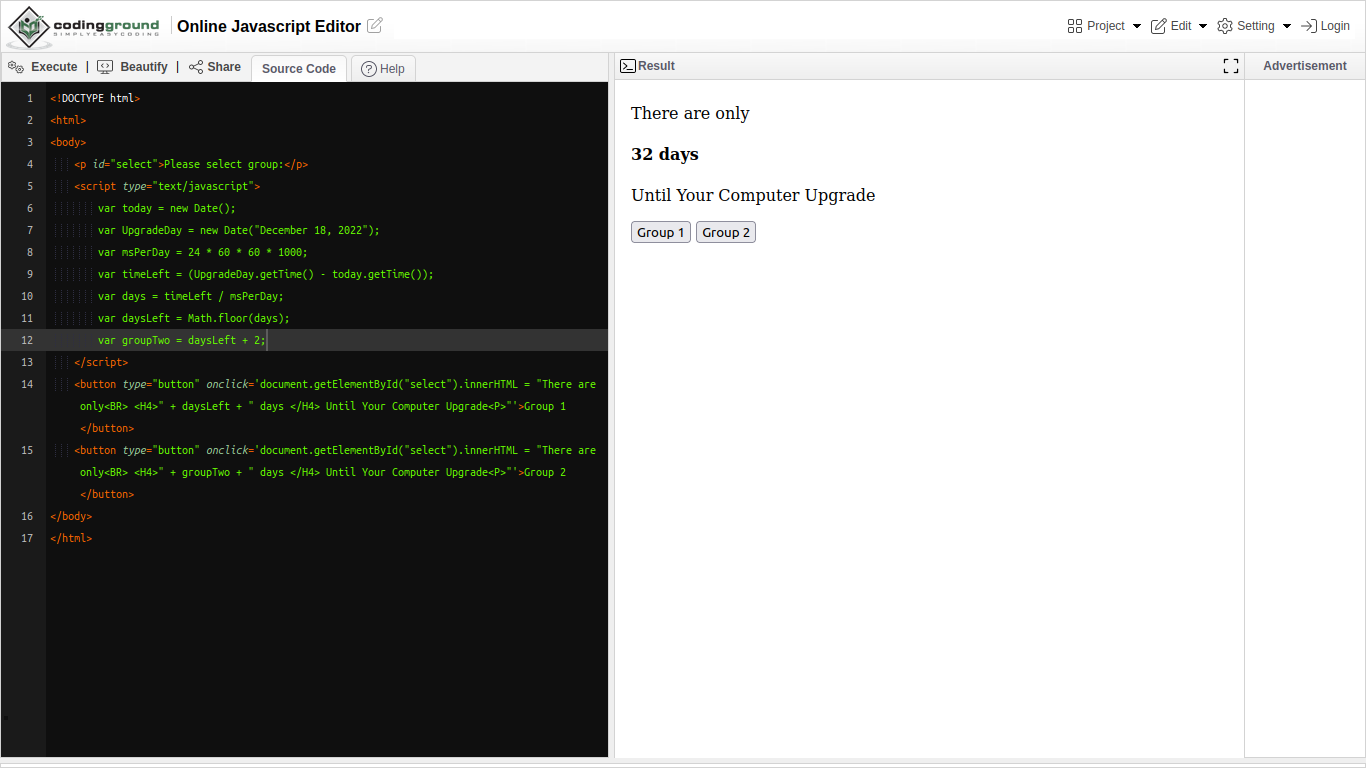 codingground
SIMPLYEASYCODING
Online Javascript Editor
Project
Edit
Setting
Login
Execute | Beautify | Share
Source Code
Help
Result
Advertisement
1 <!DOCTYPE html>
2 <html>
3 <body>
4 <p id="select">Please select group:</p>
5 <script type="text/javascript">
6 var today = new Date();
7 var UpgradeDay = new Date("December 18, 2022");
8 var msPerDay = 24 * 60 * 60 * 1000;
9 var timeLeft = (UpgradeDay.getTime() - today.getTime());
10 var days = timeLeft / msPerDay;
11 var daysLeft = Math.floor(days);
12 var groupTwo = daysLeft + 2;
13 </script>
14 <button type="button" onclick='document.getElementById("select").innerHTML = "There are
only<BR> <H4>" + daysLeft + " days </H4> Until Your Computer Upgrade<P>"'>Group 1
</button>
15 <button type="button" onclick='document.getElementById("select").innerHTML = "There are
only<BR> <H4>" + groupTwo + " days </H4> Until Your Computer Upgrade<P>"'>Group 2
</button>
16 </body>
17 </html>
There are only
32 days
Until Your Computer Upgrade
Group 1
Group 2